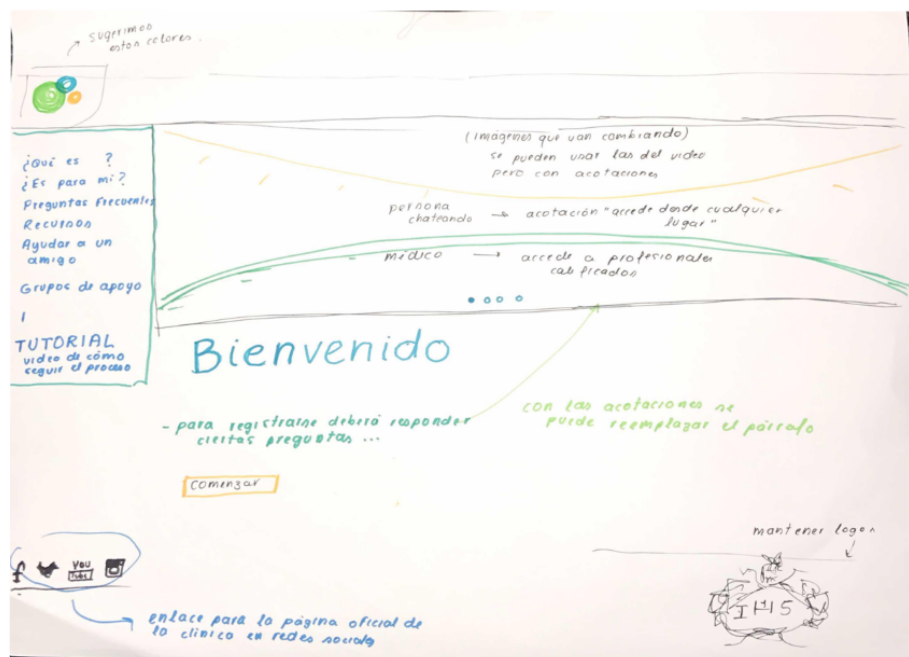 sugerimos
estos colores.
¿Qué es ?
¿Es para mi?
Preguntas Frecuentes
Recursos
Ayudar a un
amigo
Grupos de apoyo
TUTORIAL
video de cómo
seguir el proceso
(Imagenes que van cambiando)
se pueden usar las del video
pero con acotaciones
persona
chateando → acotación "accede desde cualquier
lugar"
médico → accede a profesionales
calificados
Bienvenido
- para registrarse deberá responder
ciertas preguntas ...
con las acotaciones se
puede reemplazar el párrafo
comenzar
f You
Tube
enlace para la página oficial de
la clínica en redes sociales
mantener logos
IHS